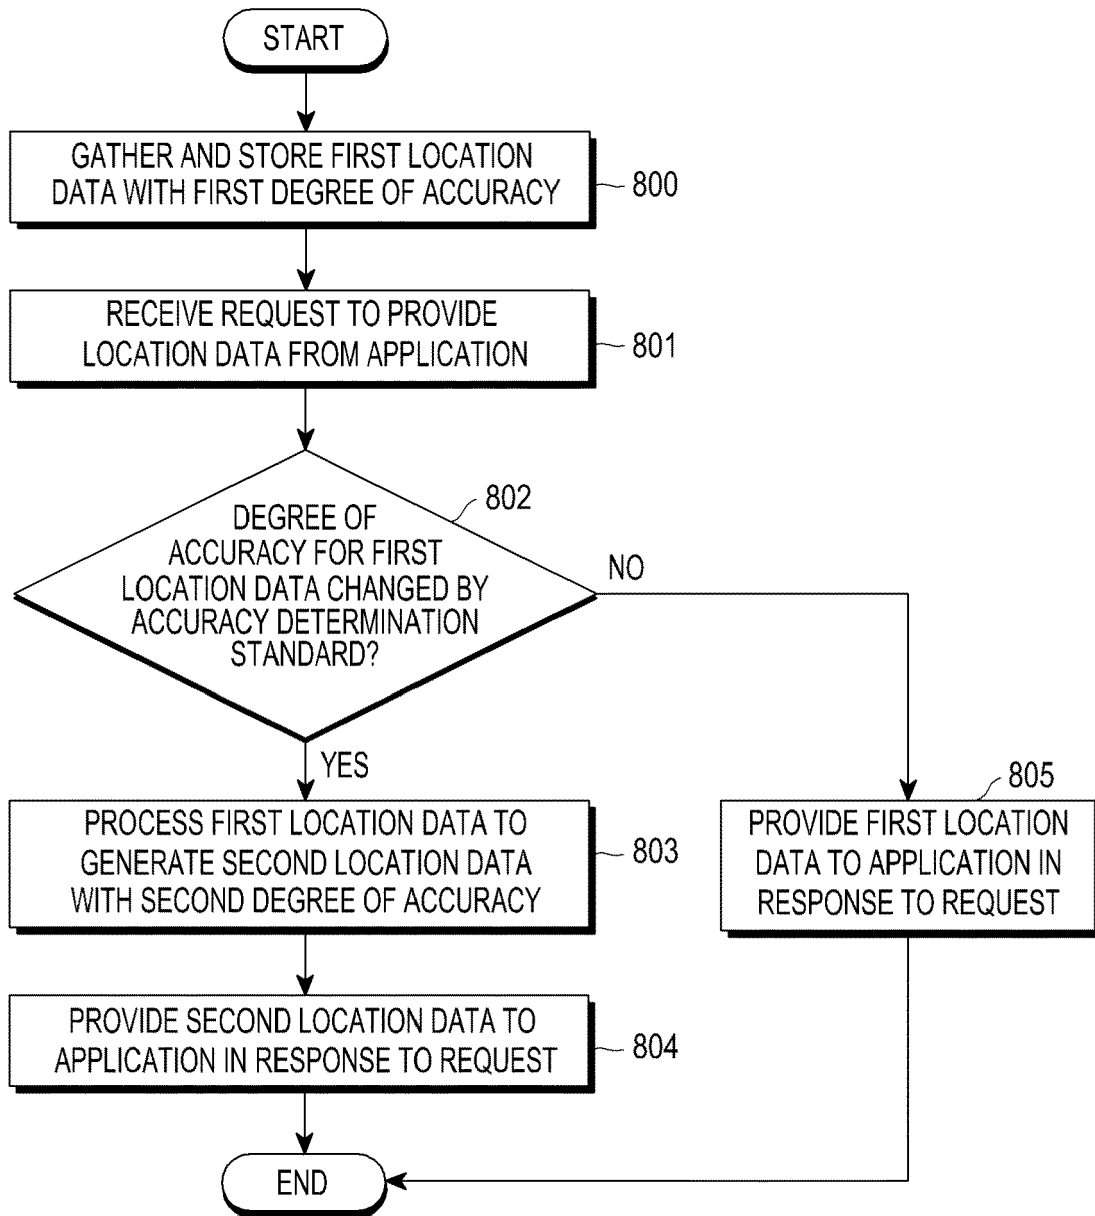 START
GATHER AND STORE FIRST LOCATION
DATA WITH FIRST DEGREE OF ACCURACY
800
RECEIVE REQUEST TO PROVIDE
LOCATION DATA FROM APPLICATION
801
802
DEGREE OF
ACCURACY FOR FIRST
LOCATION DATA CHANGED BY
ACCURACY DETERMINATION
STANDARD?
NO
YES
PROCESS FIRST LOCATION DATA TO
GENERATE SECOND LOCATION DATA
WITH SECOND DEGREE OF ACCURACY
803
805
PROVIDE FIRST LOCATION
DATA TO APPLICATION IN
RESPONSE TO REQUEST
PROVIDE SECOND LOCATION DATA TO
APPLICATION IN RESPONSE TO REQUEST
804
END